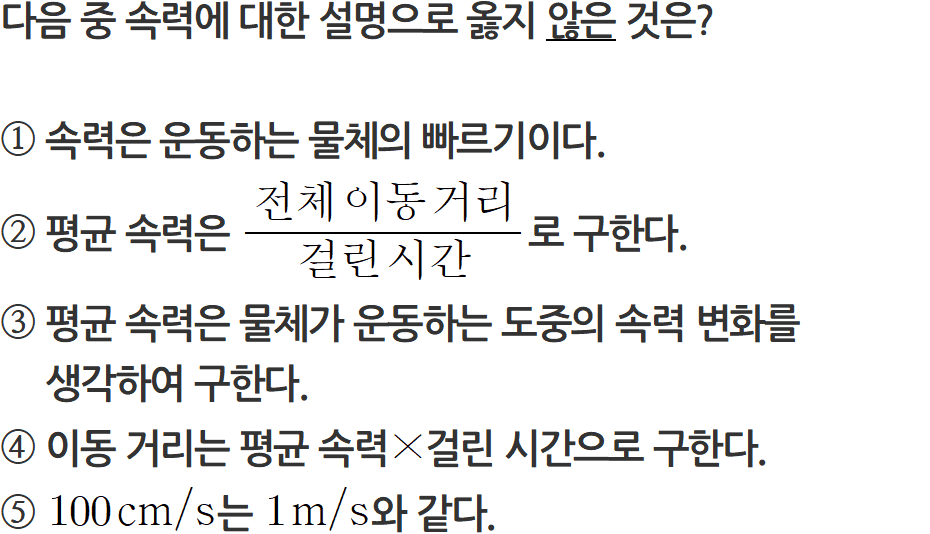 다음 중 속력에 대한 설명으로 옳지 않은 것은?
① 속력은 운동하는 물체의 빠르기이다.
② 평균 속력은 전체 이동 거리 / 걸린 시간 로 구한다.
③ 평균 속력은 물체가 운동하는 도중의 속력 변화를
생각하여 구한다.
④ 이동 거리는 평균 속력×걸린 시간으로 구한다.
⑤ 100cm/s는 1m/s와 같다.